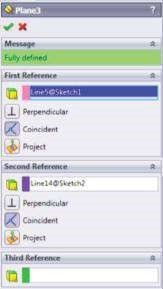 Plane3
?
Message
Fully defined
First Reference
Line5@Sketch1
Perpendicular
Coincident
Project
Second Reference
Line14@Sketch2
Perpendicular
Coincident
Project
Third Reference